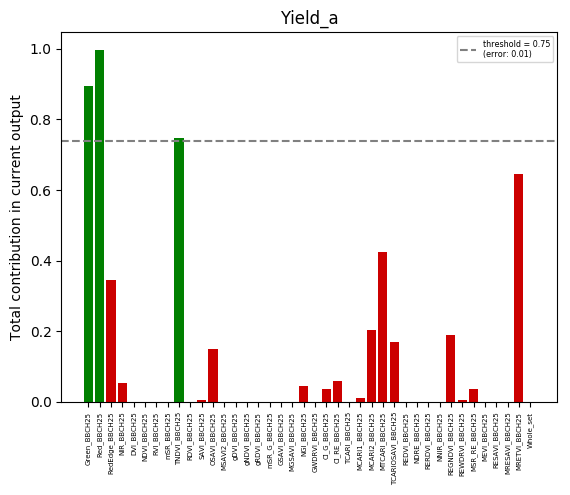 Yield_a
threshold = 0.75
(error: 0.01)
Total contribution in current output
1.0
0.8
0.6
0.4
0.2
0.0
Green_BBCH25
Red_BBCH25
RedEdge_BBCH25
NIR_BBCH25
DVI_BBCH25
NDVI_BBCH25
RVI_BBCH25
mSR_BBCH25
TNDVI_BBCH25
RDVI_BBCH25
SAVI_BBCH25
OSAVI_BBCH25
MSAVI2_BBCH25
gDVI_BBCH25
gNDVI_BBCH25
gRDVI_BBCH25
mSR_G_BBCH25
GSAVI_BBCH25
MGSAVI_BBCH25
NGI_BBCH25
GWDRVI_BBCH25
CI_G_BBCH25
CI_RE_BBCH25
TCARI_BBCH25
MCARI1_BBCH25
MCARI2_BBCH25
MTCARI_BBCH25
TCARIOSAVI_BBCH25
REDVI_BBCH25
NDRE_BBCH25
RERDVI_BBCH25
NNIR_BBCH25
REGNDVI_BBCH25
REWDRVI_BBCH25
MSR_RE_BBCH25
MEVI_BBCH25
RESAVI_BBCH25
MRESAVI_BBCH25
MRETVI_BBCH25
whole_set